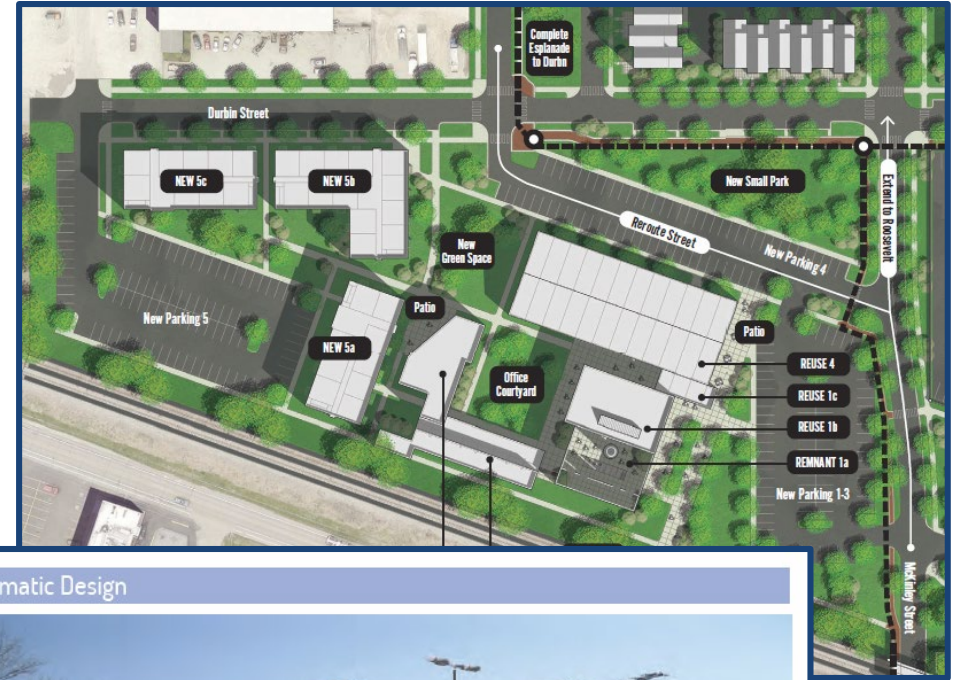 Complete
Esplanade
to Durbn
Durbin Street
NEW 5c
NEW 5b
New Small Park
Extend to Roosevelt
Reroute Street
New
Green Space
New Parking 4
Patio
New Parking 5
NEW 5a
Patio
Office
Courtyard
REUSE 4
REUSE 1c
REUSE 1b
REMNANT 1a
New Parking 1-3
McKinley Street
matic Design